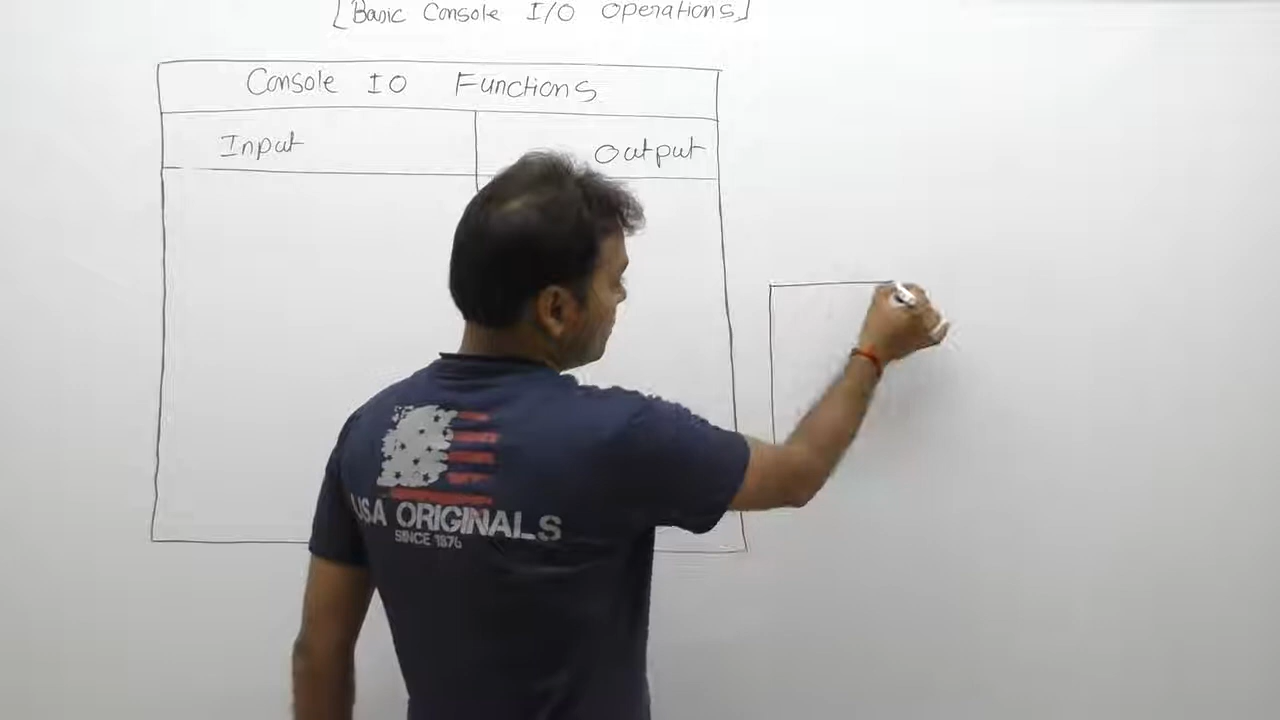 [Basic Console I/O Operations]
Console IO Functions
Input
Output
USA ORIGINALS
SINCE 1876